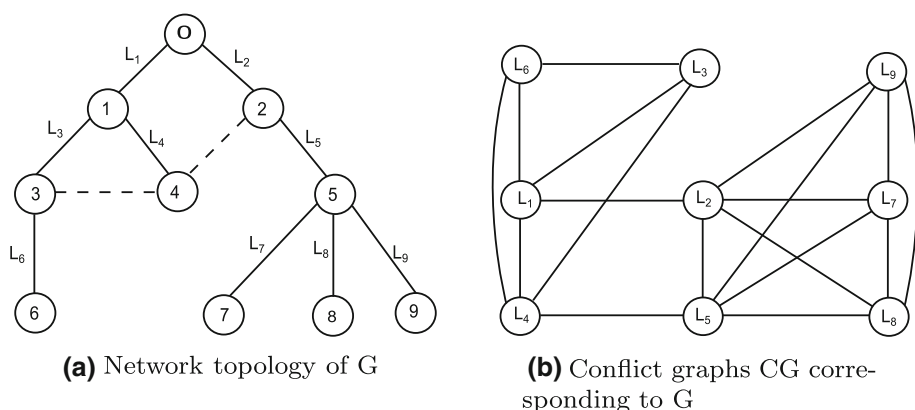 O
L₁
L₂
1
2
L₃
L₄
L₅
3
4
5
L₆
L₇
L₈
L₉
6
7
8
9
(a) Network topology of G
L₆
L₃
L₉
L₁
L₂
L₇
L₄
L₅
L₈
(b) Conflict graphs CG corre-
sponding to G